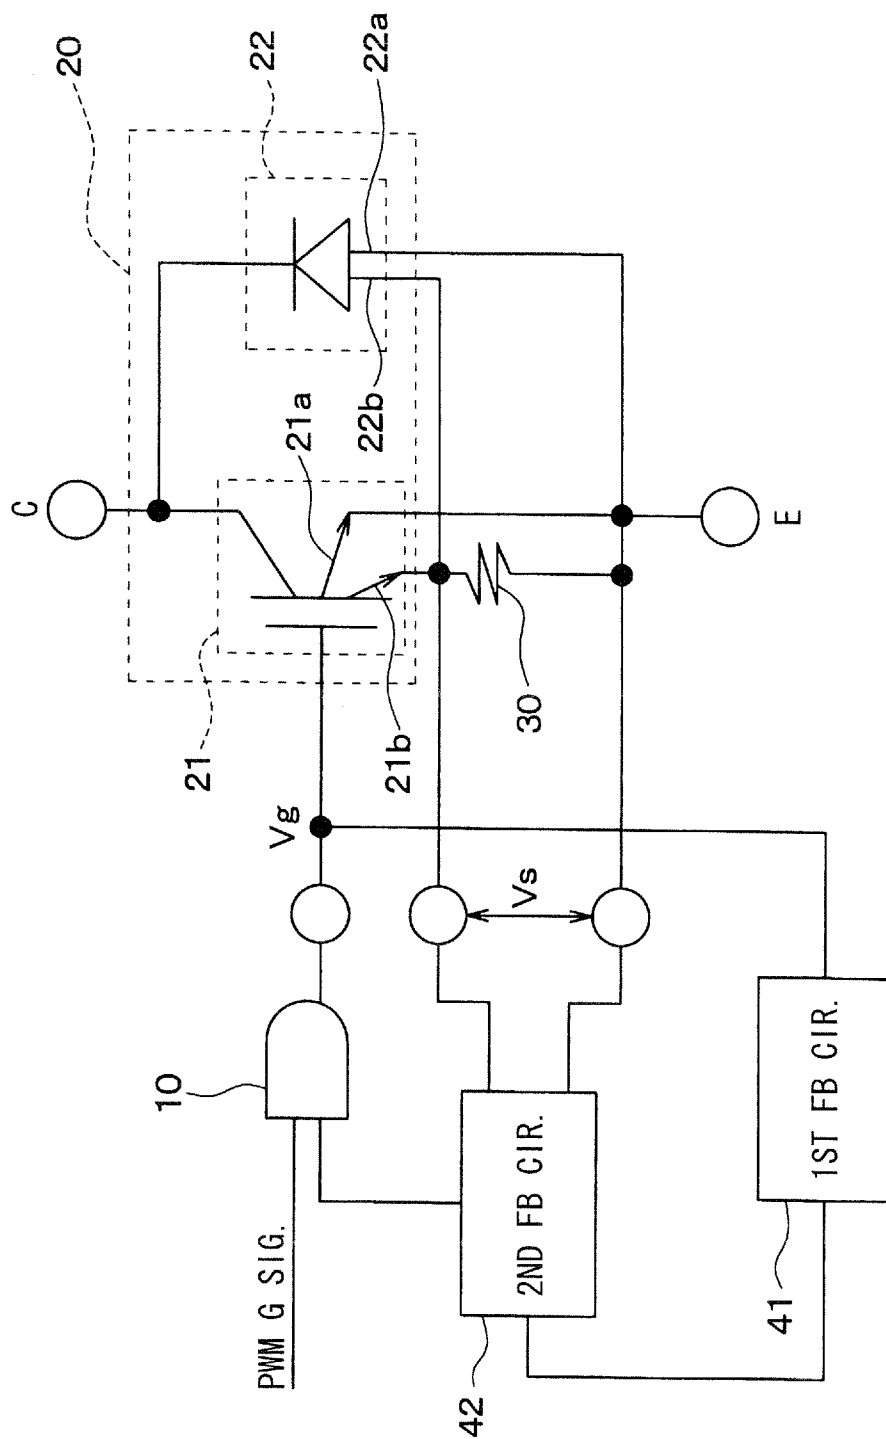 20
22
22a
C
21a
22b
21
21b
30
E
Vg
Vs
10
PWM G SIG.
2ND FB CIR.
1ST FB CIR.
42
41